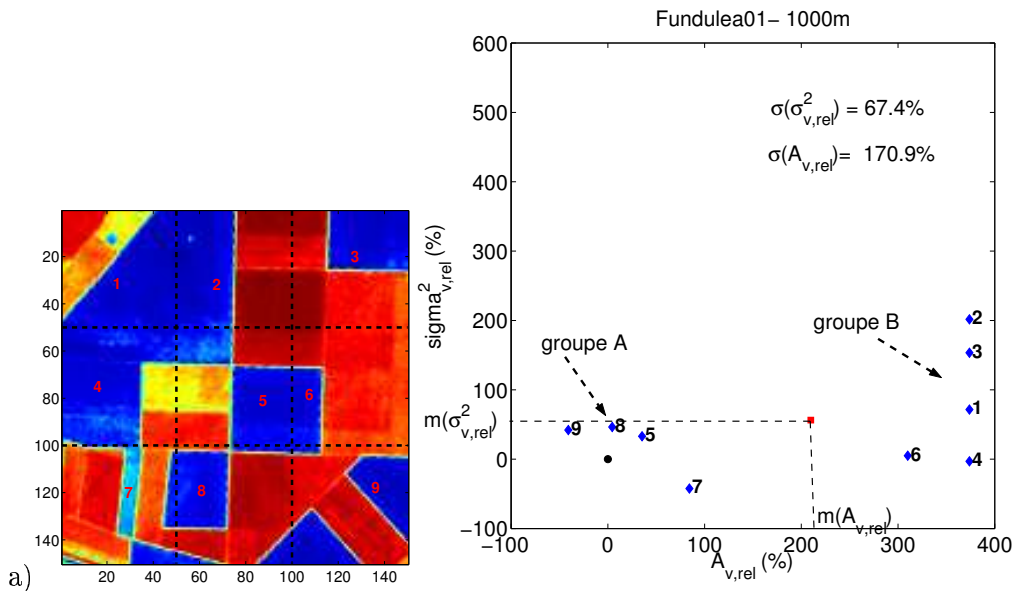 Fundulea01− 1000m
600
500
400
300
200
100
0
−100
−100 0 100 200 300 400
σ(σ²v,rel) = 67.4%
σ(Av,rel)= 170.9%
sigma²v,rel (%)
Av,rel (%)
groupe A
groupe B
m(σ²v,rel)
m(Av,rel)
2
3
1
4
6
9
8
5
7
20
40
60
80
100
120
140
20 40 60 80 100 120 140
1 2 3
4 5 6
7 8 9
a)